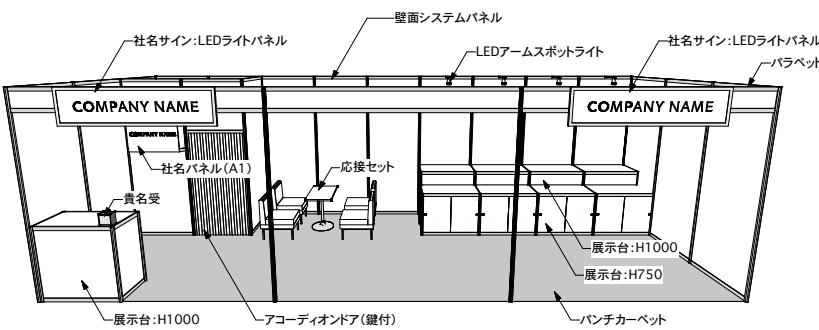 壁面システムパネル
社名サイン:LEDライトパネル
LEDアームスポットライト
社名サイン:LEDライトパネル
パラペット
COMPANY NAME
COMPANY NAME
COMPANY NAME
社名パネル(A1)
応接セット
貴名受
展示台:H1000
展示台:H750
展示台:H1000
アコーディオンドア(鍵付)
パンチカーペット